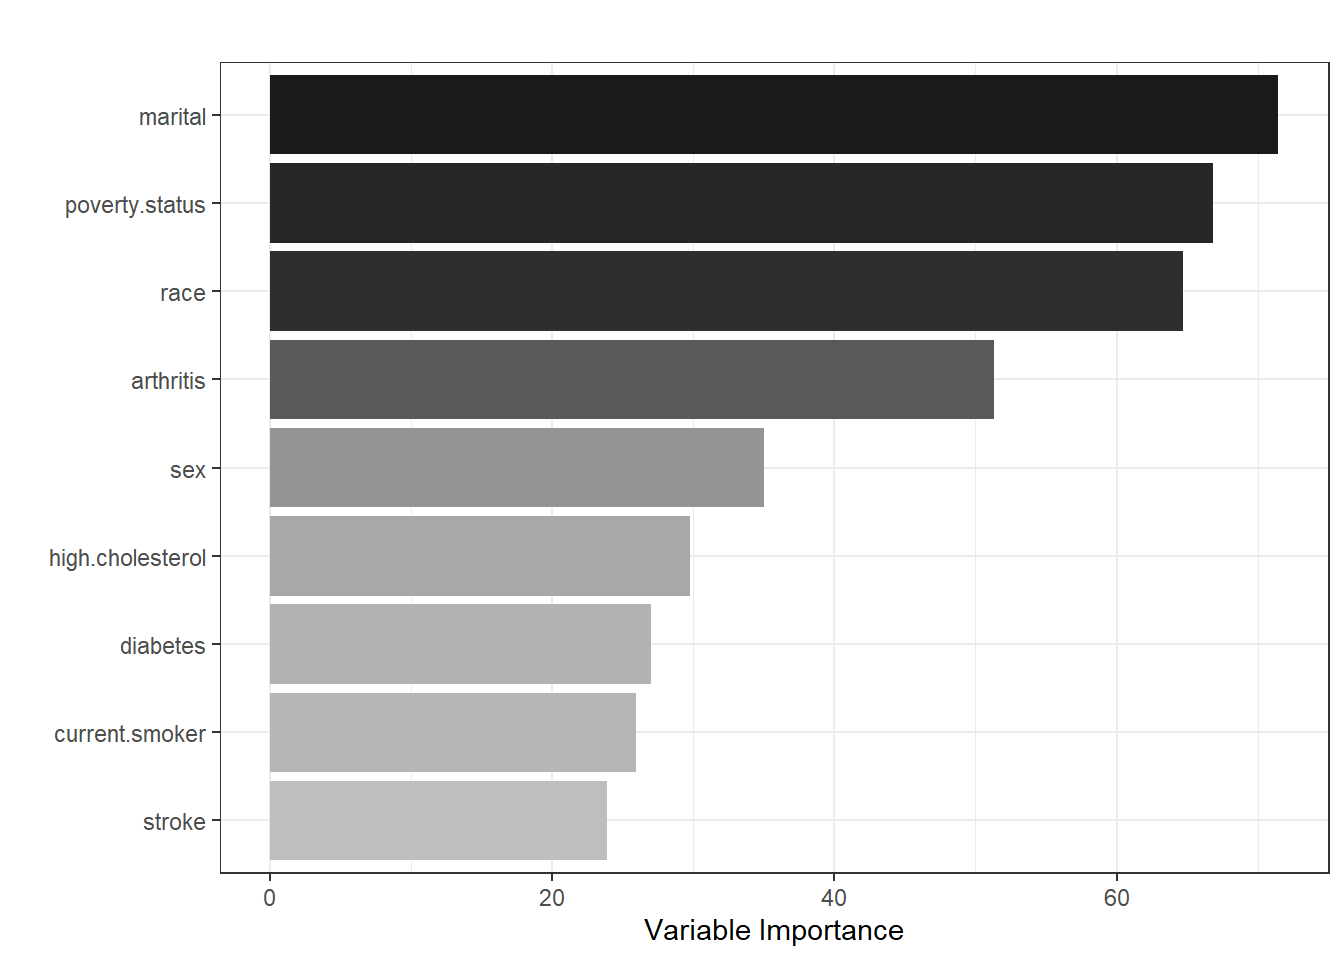 marital
poverty.status
race
arthritis
sex
high.cholesterol
diabetes
current.smoker
stroke
0 20 40 60
Variable Importance